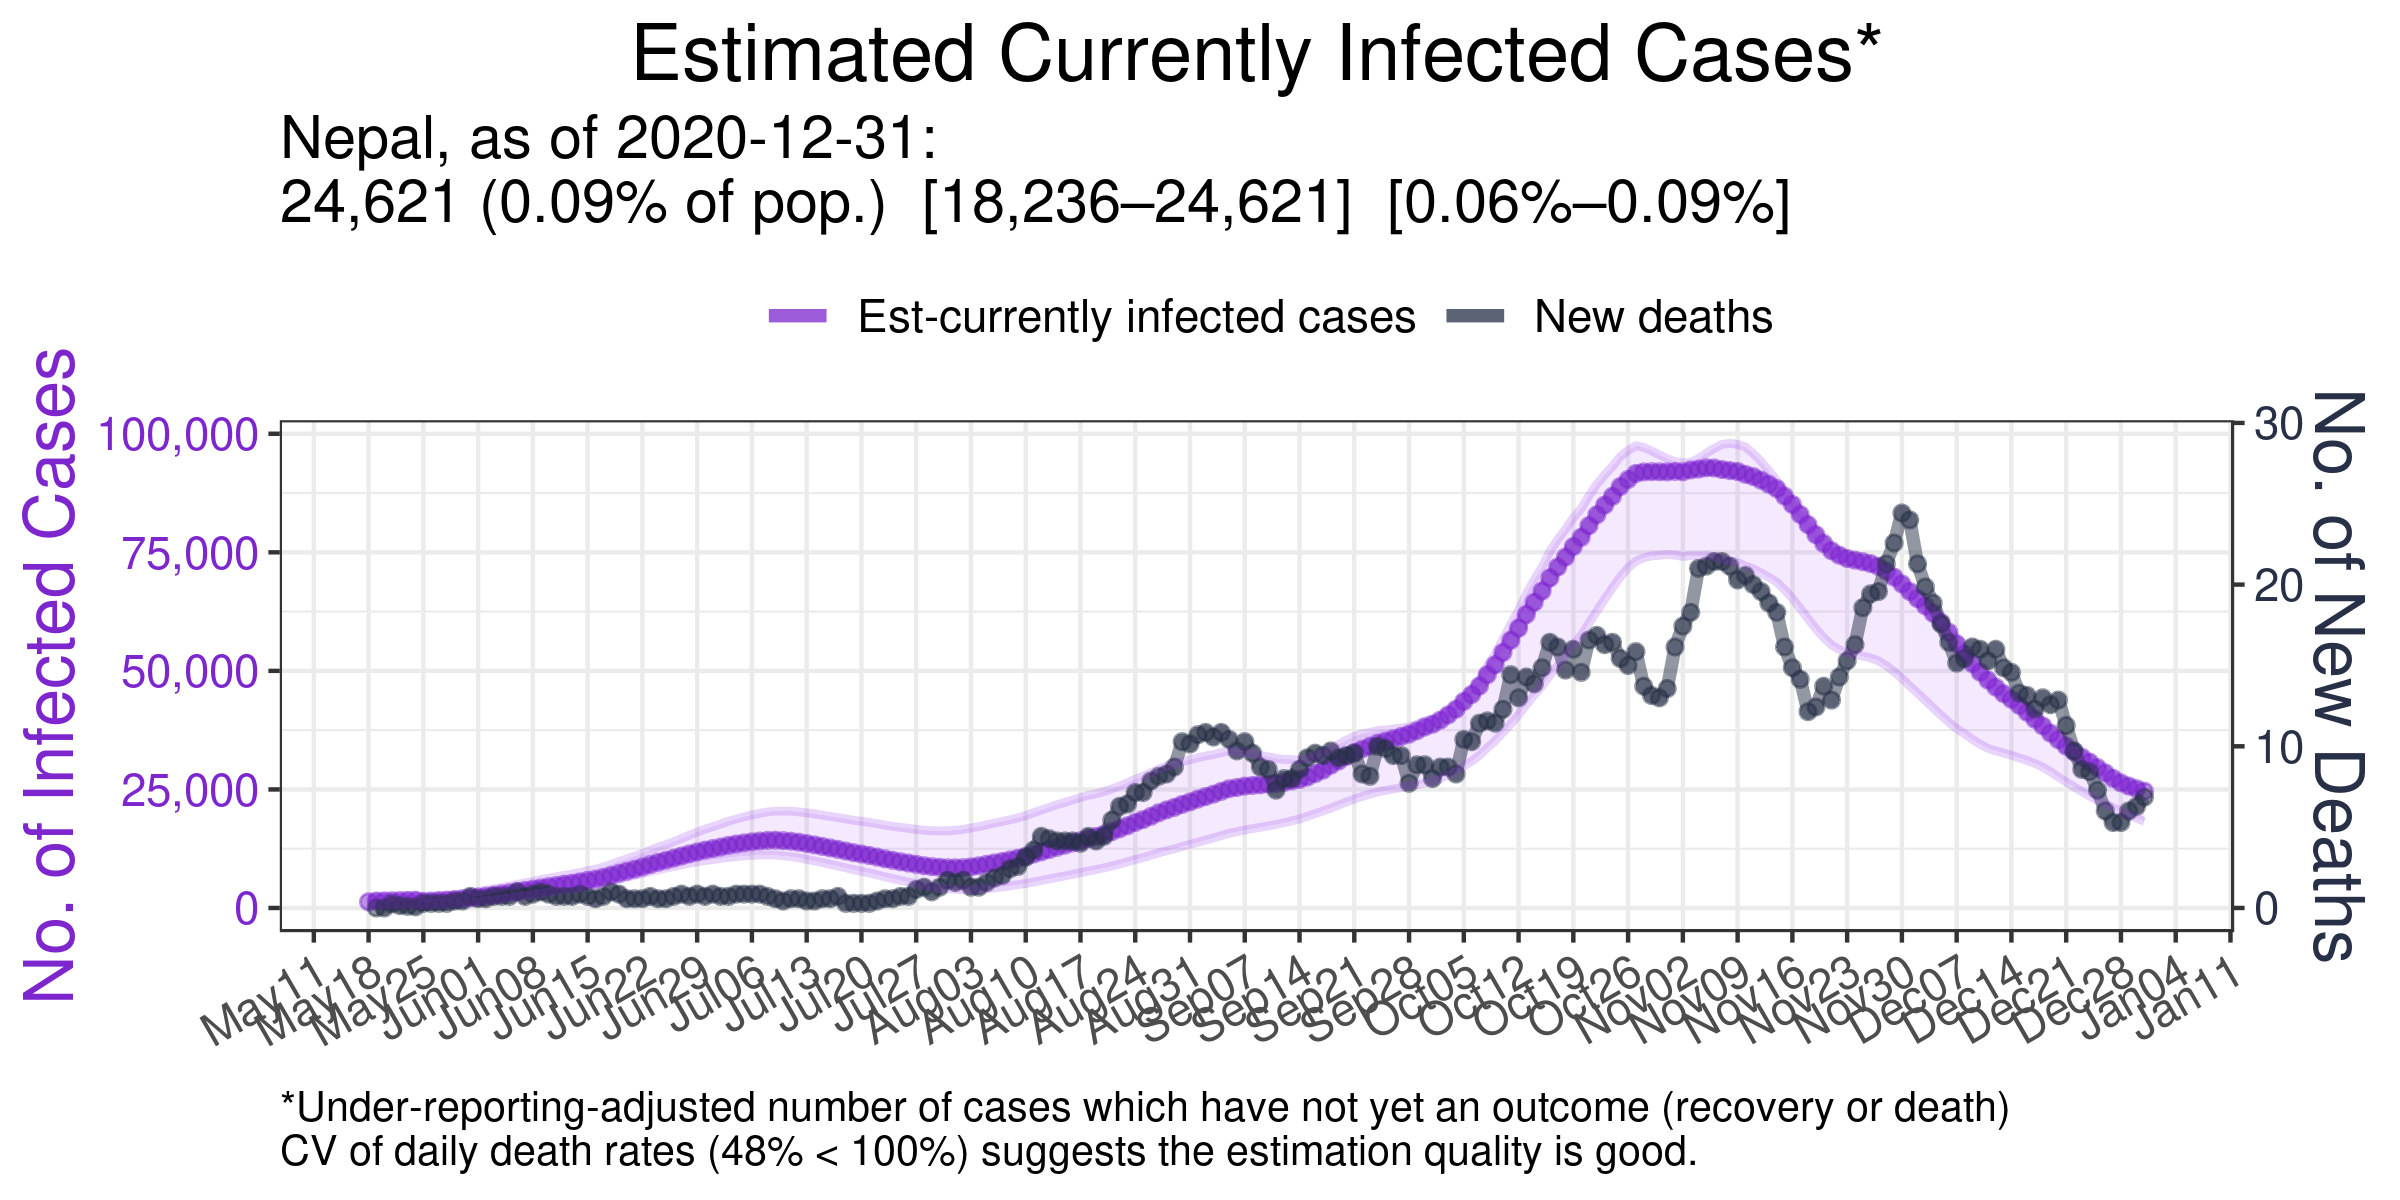 Estimated Currently Infected Cases*
Nepal, as of 2020-12-31:
24,621 (0.09% of pop.)  [18,236–24,621]  [0.06%–0.09%]
Est-currently infected cases
New deaths
No. of Infected Cases
100,000
75,000
50,000
25,000
0
30
20
10
0
No. of New Deaths
May11
May18
May25
Jun01
Jun08
Jun15
Jun22
Jun29
Jul06
Jul13
Jul20
Jul27
Aug03
Aug10
Aug17
Aug24
Aug31
Sep07
Sep14
Sep21
Sep28
Oct05
Oct12
Oct19
Oct26
Nov02
Nov09
Nov16
Nov23
Nov30
Dec07
Dec14
Dec21
Dec28
Jan04
Jan11
*Under-reporting-adjusted number of cases which have not yet an outcome (recovery or death)
CV of daily death rates (48% < 100%) suggests the estimation quality is good.